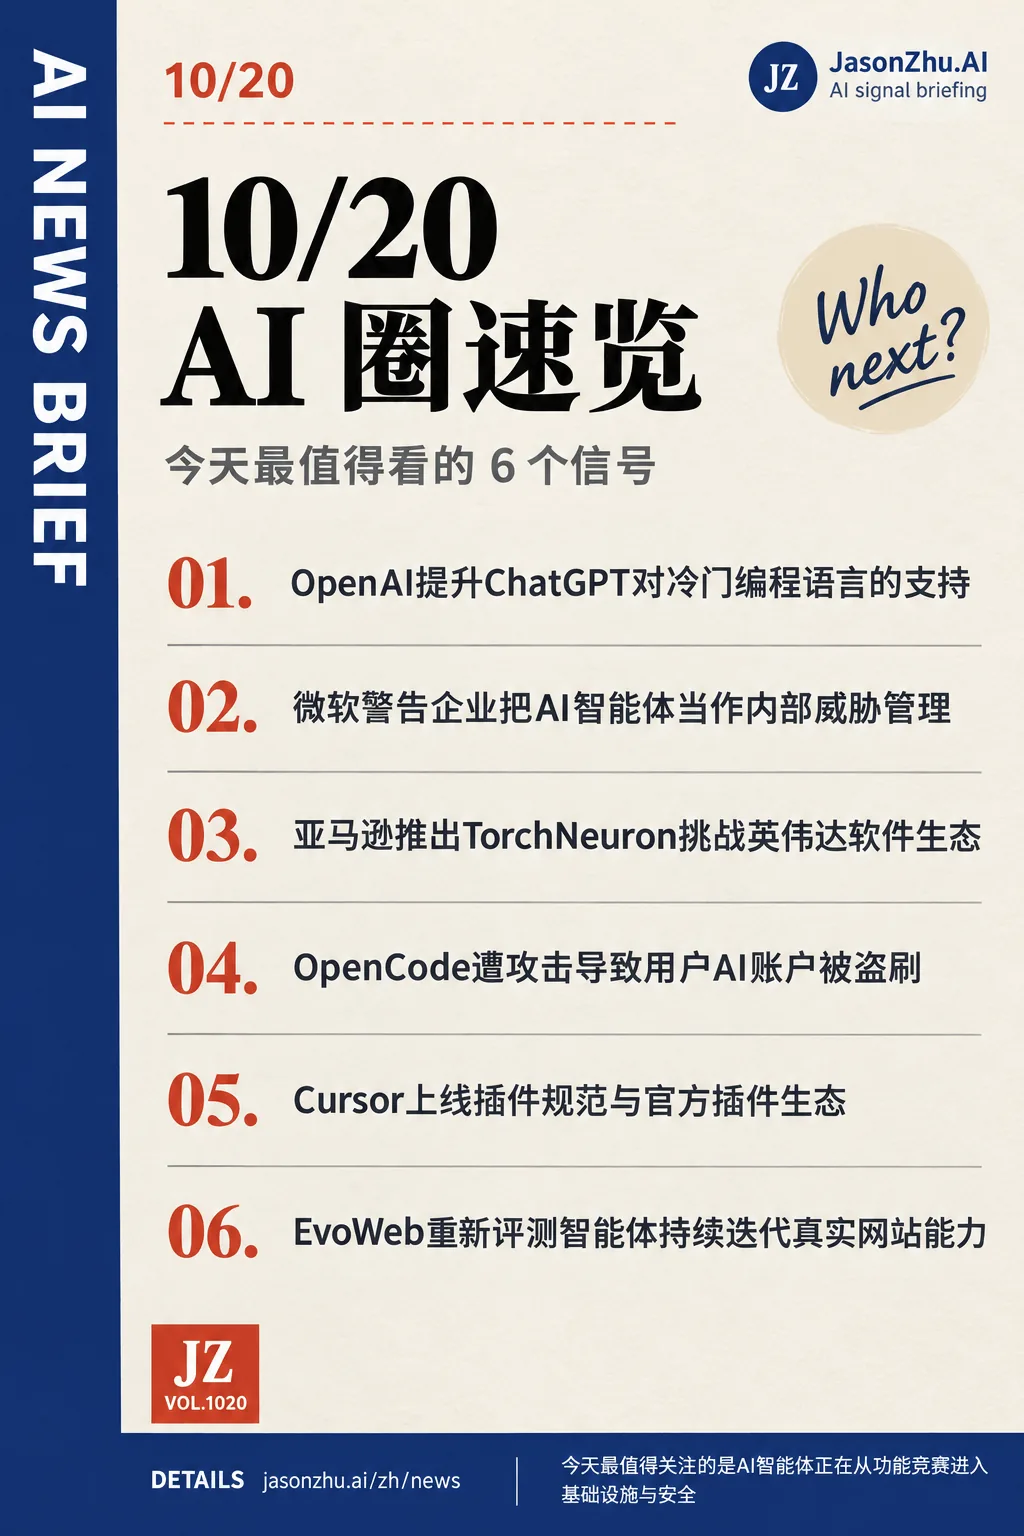 AI NEWS BRIEF
10/20
JZ
JasonZhu.AI
AI signal briefing
10/20
AI 圈速览
今天最值得看的 6 个信号
Who
next?
01. OpenAI提升ChatGPT对冷门编程语言的支持
02. 微软警告企业把AI智能体当作内部威胁管理
03. 亚马逊推出TorchNeuron挑战英伟达软件生态
04. OpenCode遭攻击导致用户AI账户被盗刷
05. Cursor上线插件规范与官方插件生态
06. EvoWeb重新评测智能体持续迭代真实网站能力
JZ
VOL.1020
DETAILS jasonzhu.ai/zh/news
今天最值得关注的是AI智能体正在从功能竞赛进入
基础设施与安全